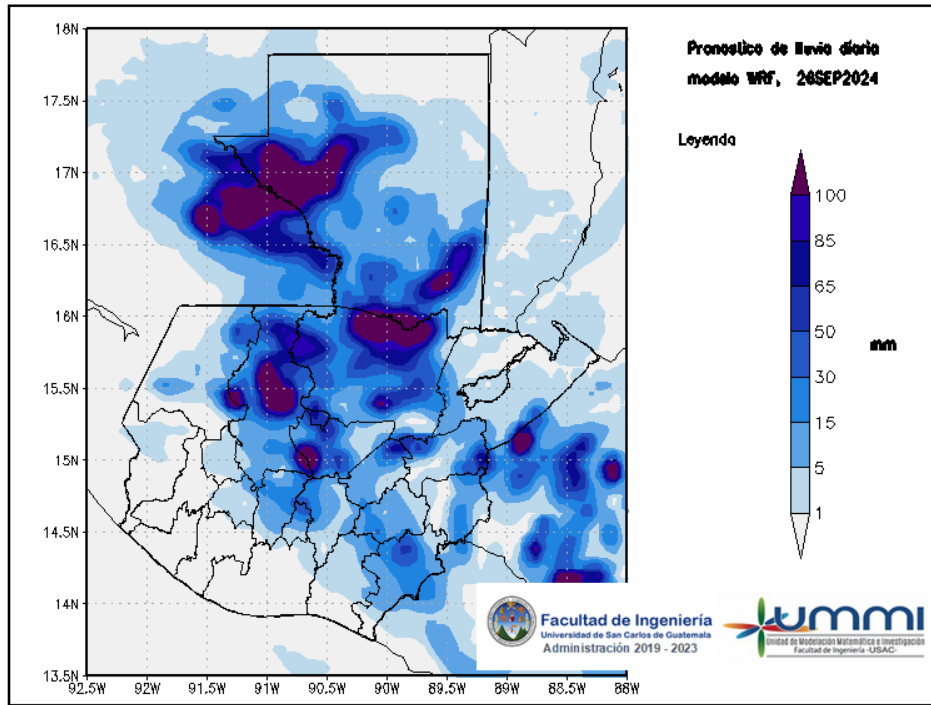 Pronostico de lluvia diaria
modelo WRF, 26SEP2024
Leyenda
100
85
65
50
30
15
5
1
mm
18N
17.5N
17N
16.5N
16N
15.5N
15N
14.5N
14N
13.5N
92.5W
92W
91.5W
91W
90.5W
90W
89.5W
89W
88.5W
88W
Facultad de Ingeniería
Universidad de San Carlos de Guatemala
Administración 2019 - 2023
UMMI
Unidad de Modelación Matemática e Investigación
Facultad de Ingeniería -USAC-